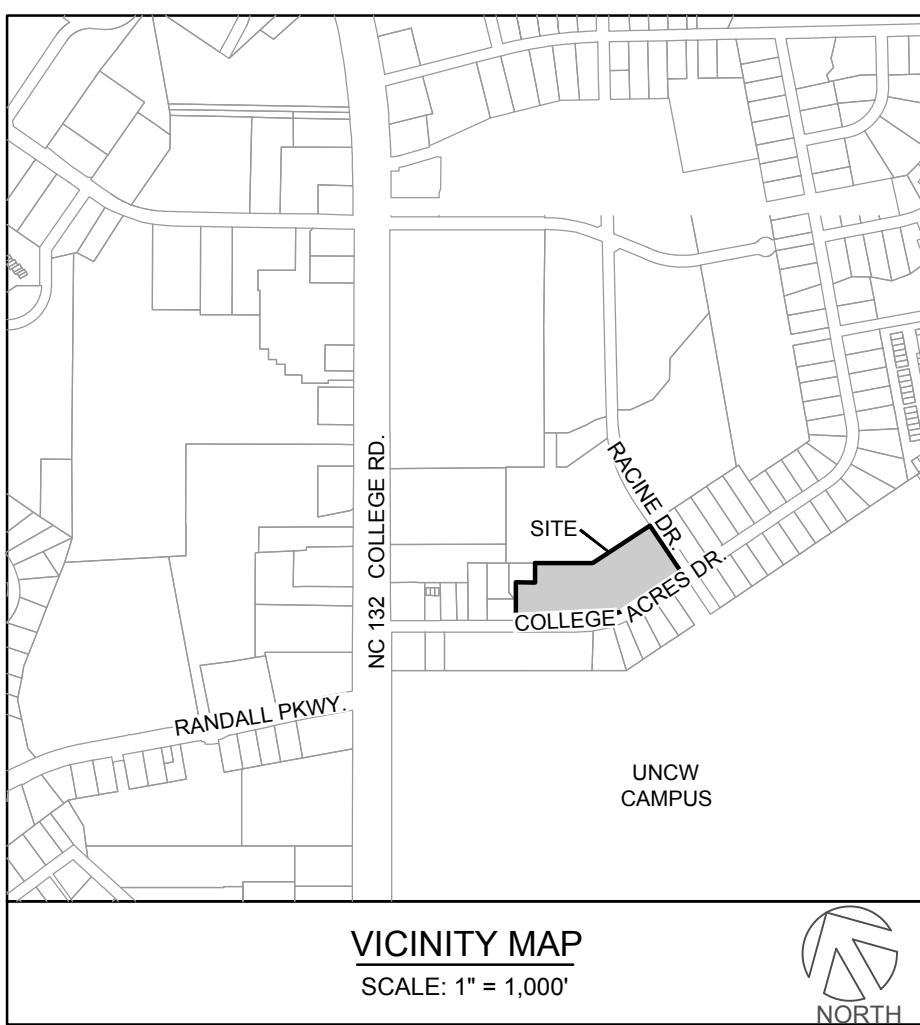 NC 132 COLLEGE RD.
RACINE DR.
SITE
COLLEGE ACRES DR.
RANDALL PKWY.
UNCW
CAMPUS
VICINITY MAP
SCALE: 1" = 1,000'
NORTH